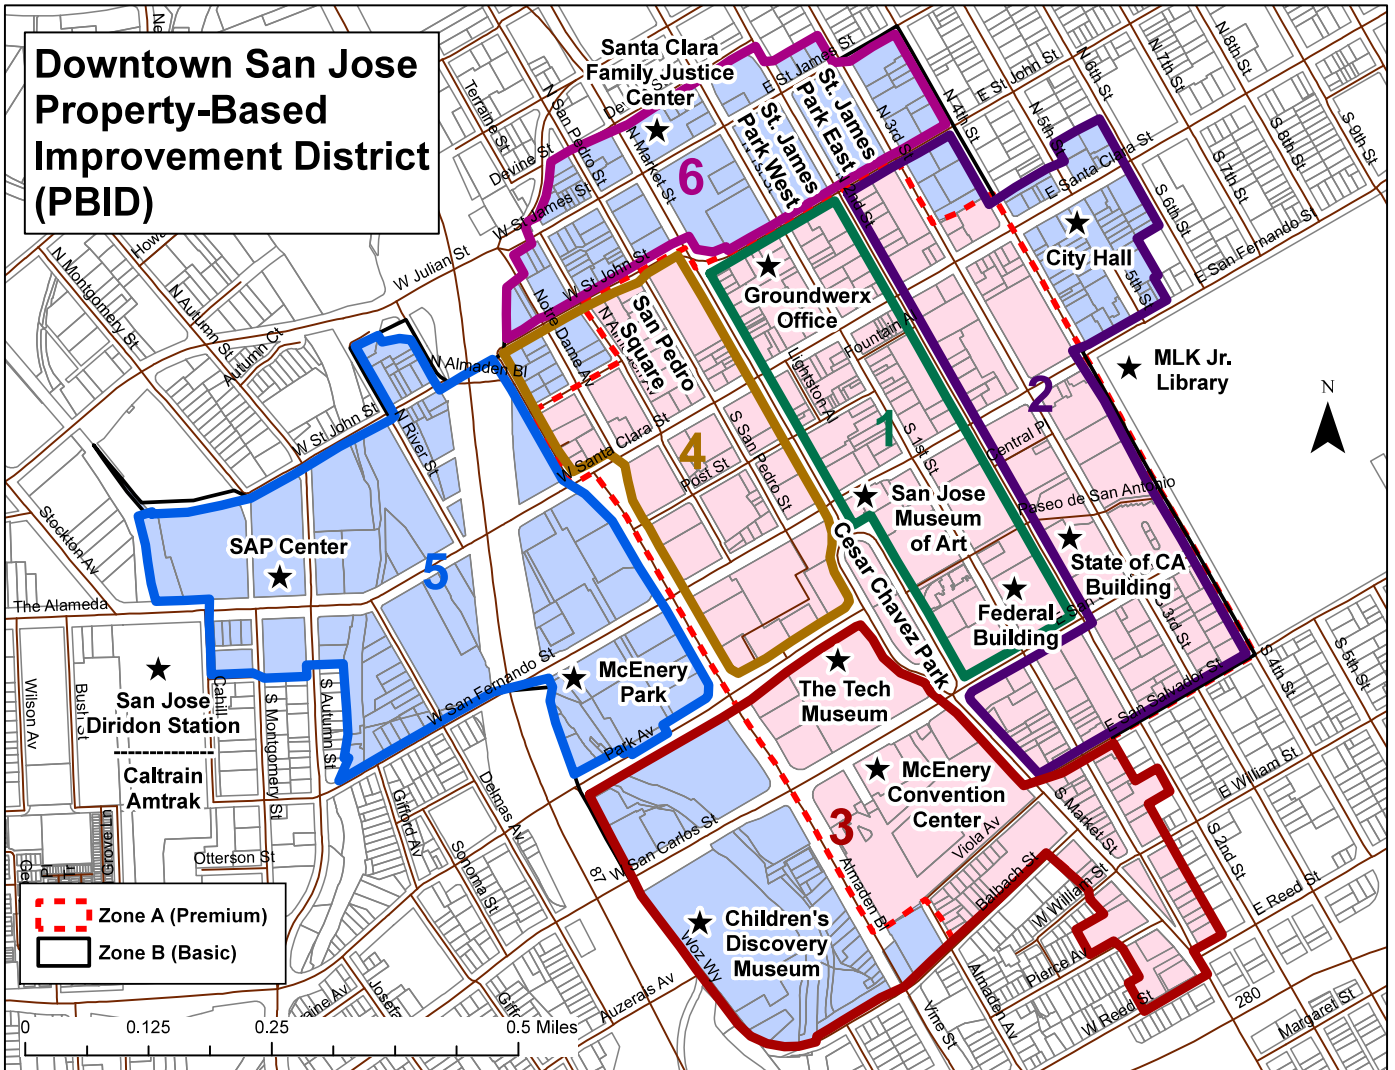 Downtown San Jose
Property-Based
Improvement District
(PBID)
Santa Clara
Family Justice
Center
St. James
Park West
St. James
Park East
6
City Hall
MLK Jr.
Library
N
Groundwerx
Office
San Pedro
Square
1
2
4
San Jose
Museum
of Art
State of CA
Building
Federal
Building
Cesar Chavez Park
SAP Center
5
McEnery
Park
The Tech
Museum
San Jose
Diridon Station
Caltrain
Amtrak
McEnery
Convention
Center
3
Children's
Discovery
Museum
Zone A (Premium)
Zone B (Basic)
0
0.125
0.25
0.5 Miles
Terraine St
N San Pedro St
Devine St
N Market St
E St James St
W St James St
N 3rd St
N 4th St
E St John St
N 5th St
N 6th St
N 7th St
N 8th St
E Santa Clara St
S 7th St
S 8th St
S 9th St
S 6th St
E San Fernando St
5th St
N Montgomery St
N Autumn St
Autumn Ct
W Julian St
W St John St
Notre Dame Av
N Almaden Bl
W St John St
N River St
W Santa Clara St
Post St
S San Pedro St
Lightston Al
Fountain Al
S 1st St
Central Pl
Paseo de San Antonio
S 3rd St
Stockton Av
The Alameda
Wilson Av
Bush St
Cahill
S Montgomery St
S Autumn St
W San Fernando St
Park Av
Gifford Av
Delmas Av
Sonoma St
Otterson St
Grove Ln
87
W San Carlos St
Woz Wy
Auzerais Av
Almaden Bl
Viola Av
Balbach St
W William St
Pierce Av
W Reed St
Almaden Av
Vine St
S Market St
E San Salvador St
S 4th St
S 5th St
E William St
S 2nd St
E Reed St
280
Margaret St